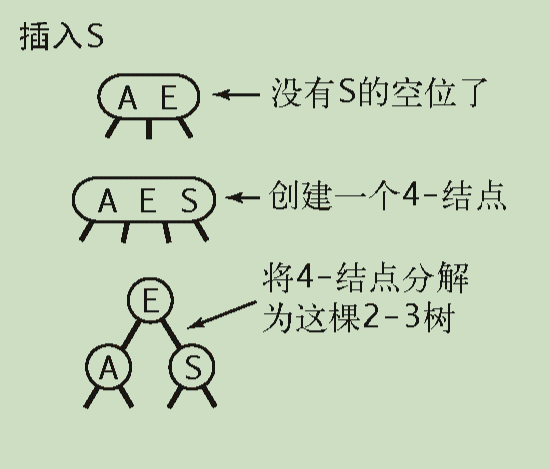 插入S
A E
没有S的空位了
A E S
创建一个4-结点
将4-结点分解
为这棵2-3树
E
A
S